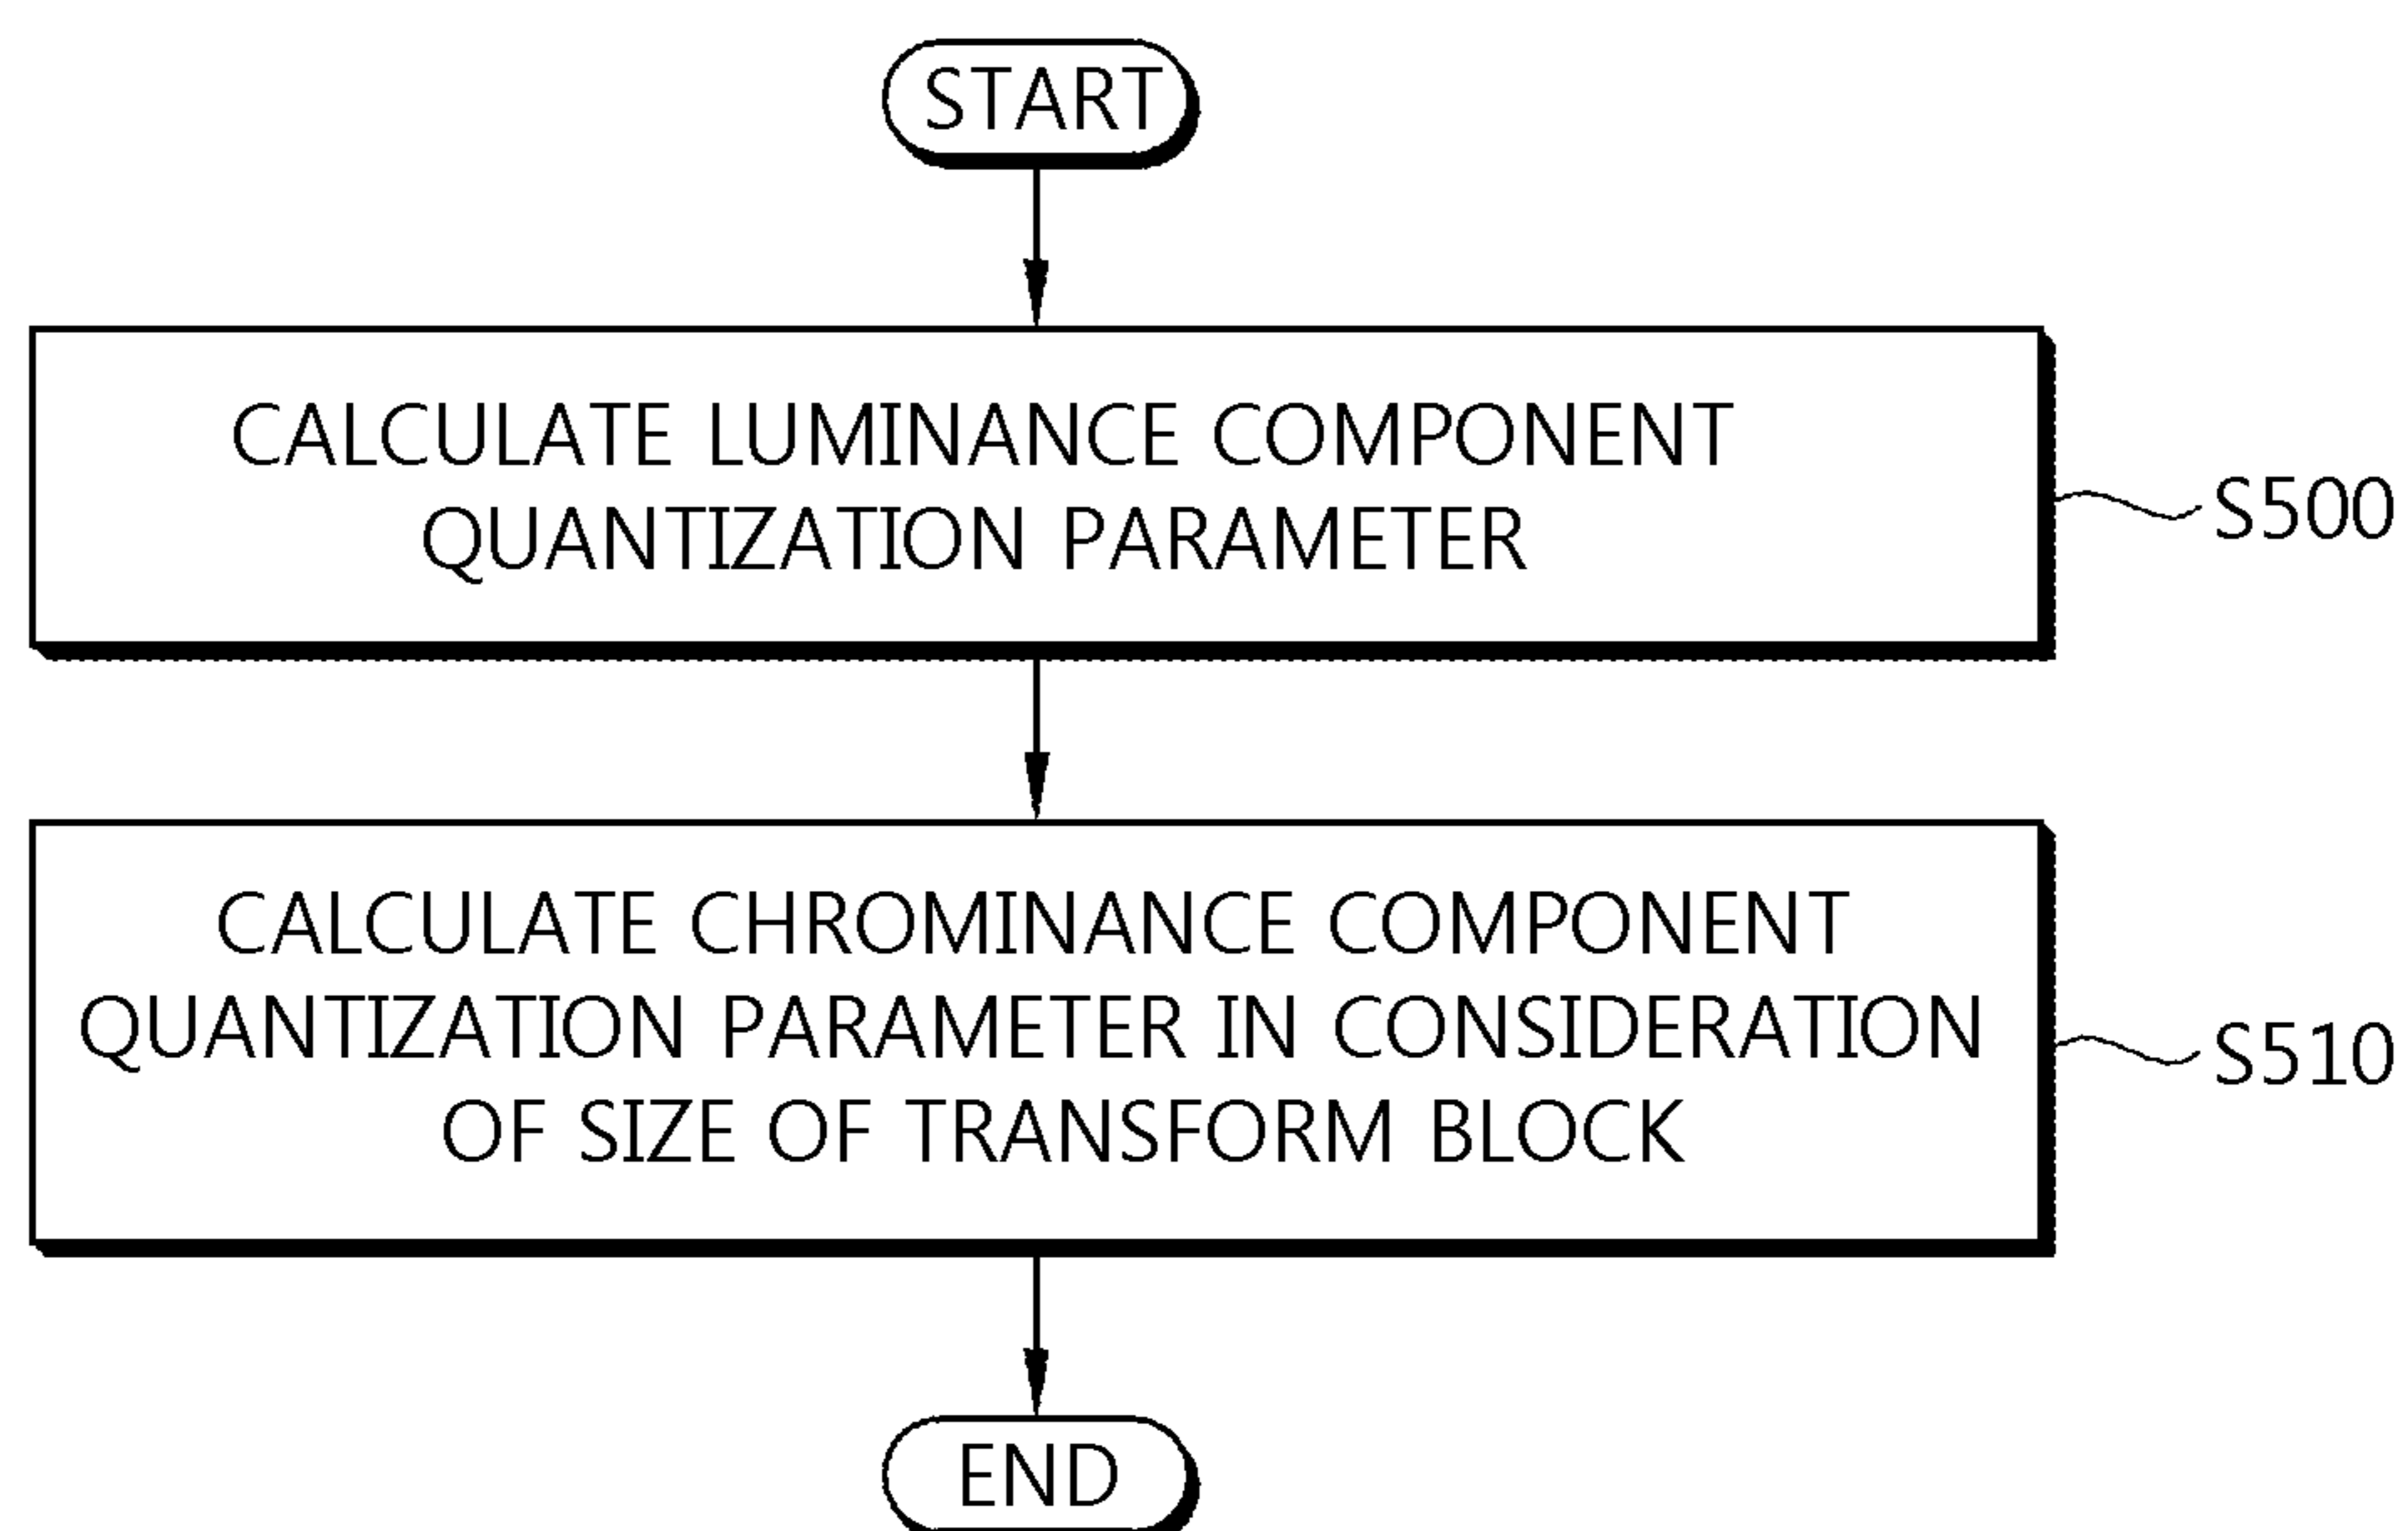 START
CALCULATE LUMINANCE COMPONENT
QUANTIZATION PARAMETER
S500
CALCULATE CHROMINANCE COMPONENT
QUANTIZATION PARAMETER IN CONSIDERATION
OF SIZE OF TRANSFORM BLOCK
S510
END